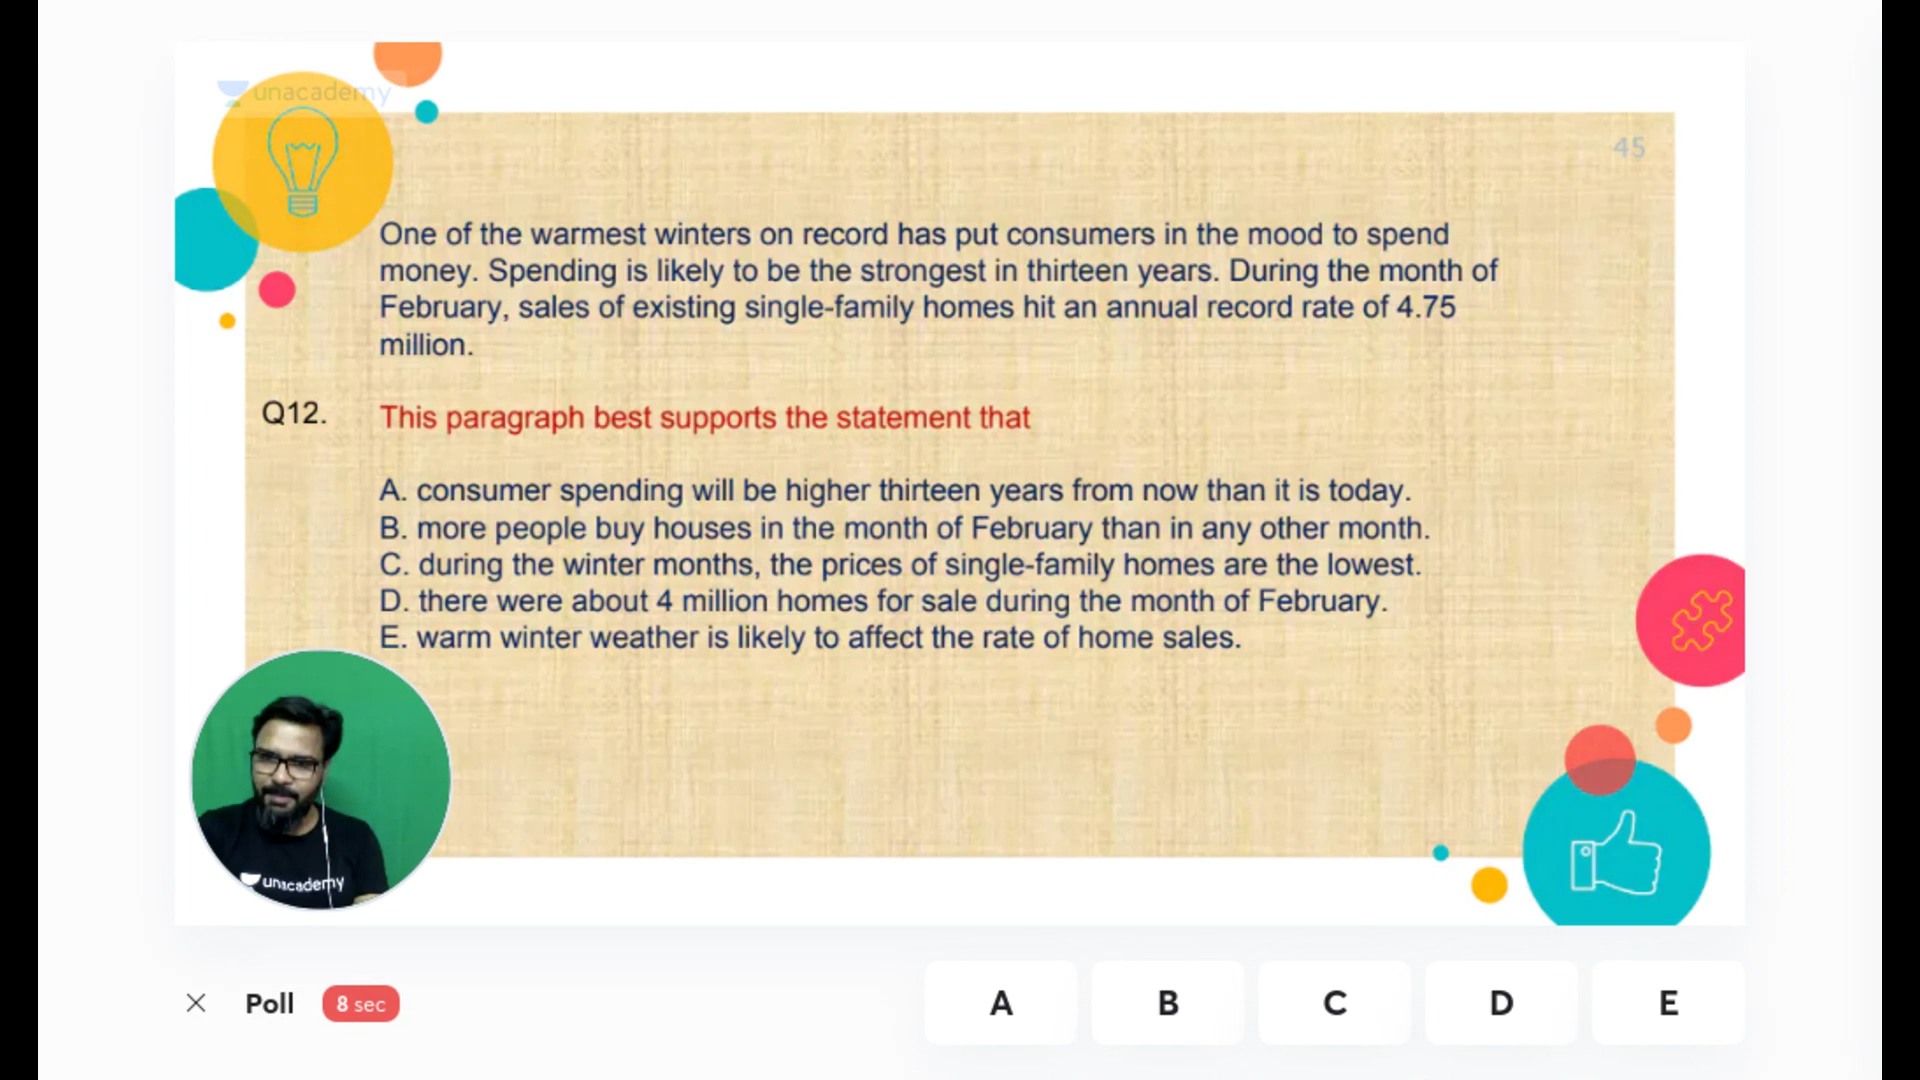 unacademy
45
One of the warmest winters on record has put consumers in the mood to spend
money. Spending is likely to be the strongest in thirteen years. During the month of
February, sales of existing single-family homes hit an annual record rate of 4.75
million.
Q12. This paragraph best supports the statement that
A. consumer spending will be higher thirteen years from now than it is today.
B. more people buy houses in the month of February than in any other month.
C. during the winter months, the prices of single-family homes are the lowest.
D. there were about 4 million homes for sale during the month of February.
E. warm winter weather is likely to affect the rate of home sales.
unacademy
Poll 8 sec A B C D E